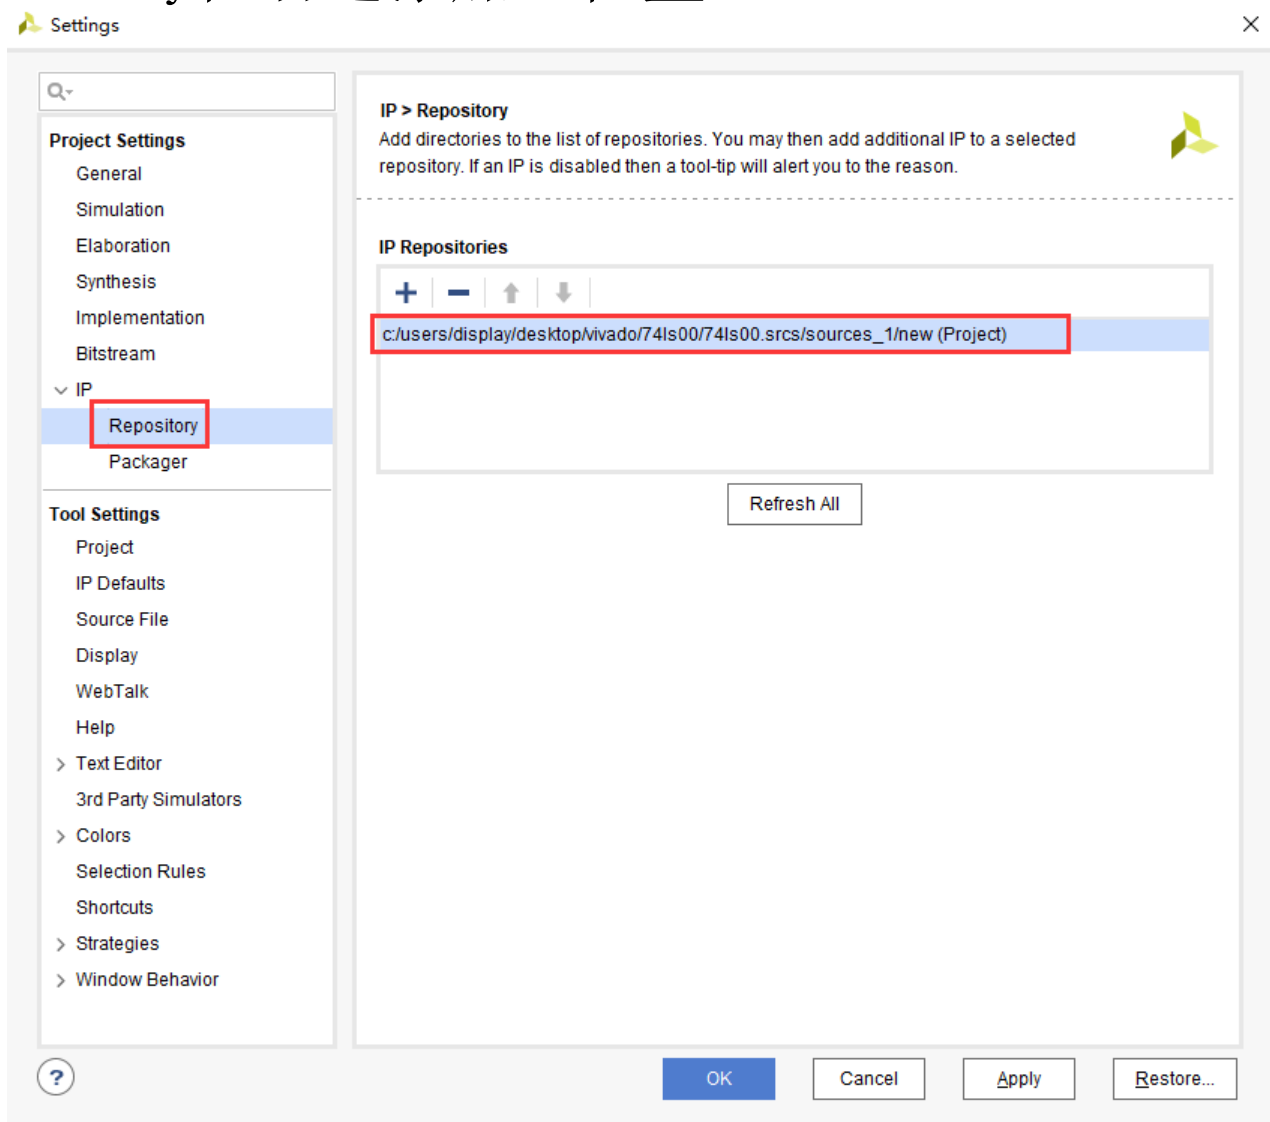 Settings
Project Settings
General
Simulation
Elaboration
Synthesis
Implementation
Bitstream
IP
Repository
Packager
Tool Settings
Project
IP Defaults
Source File
Display
WebTalk
Help
Text Editor
3rd Party Simulators
Colors
Selection Rules
Shortcuts
Strategies
Window Behavior
IP > Repository
Add directories to the list of repositories. You may then add additional IP to a selected
repository. If an IP is disabled then a tool-tip will alert you to the reason.
IP Repositories
c:/users/display/desktop/vivado/74ls00/74ls00.srcs/sources_1/new (Project)
Refresh All
?
OK
Cancel
Apply
Restore...